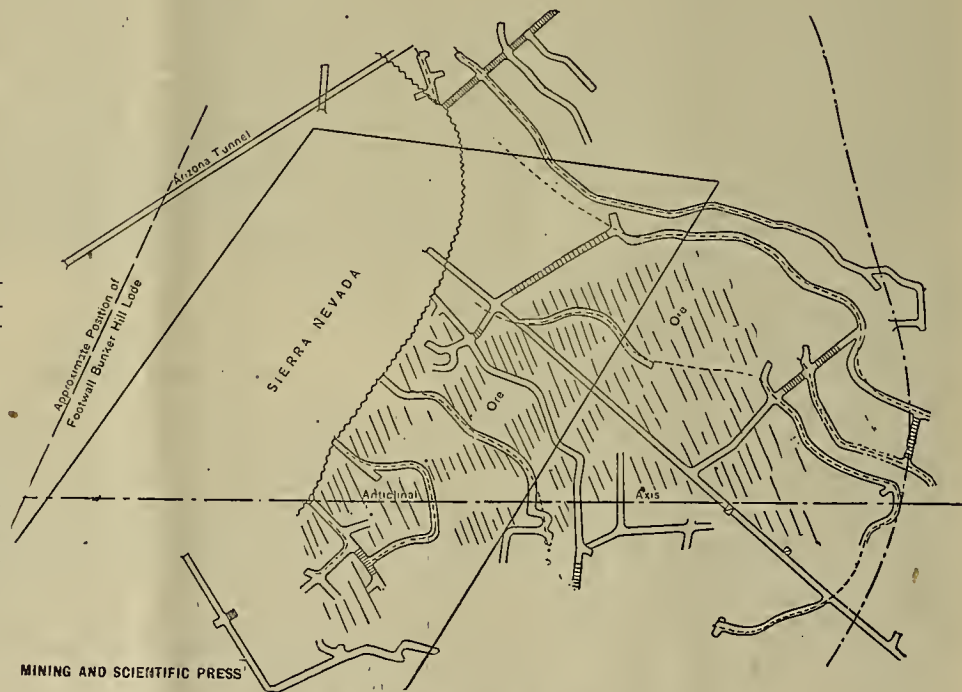 Arizona Tunnel
Approximate Position of
Footwall Bunker Hill Lode
SIERRA NEVADA
Ore
Ore
Anticlinal Axis
MINING AND SCIENTIFIC PRESS